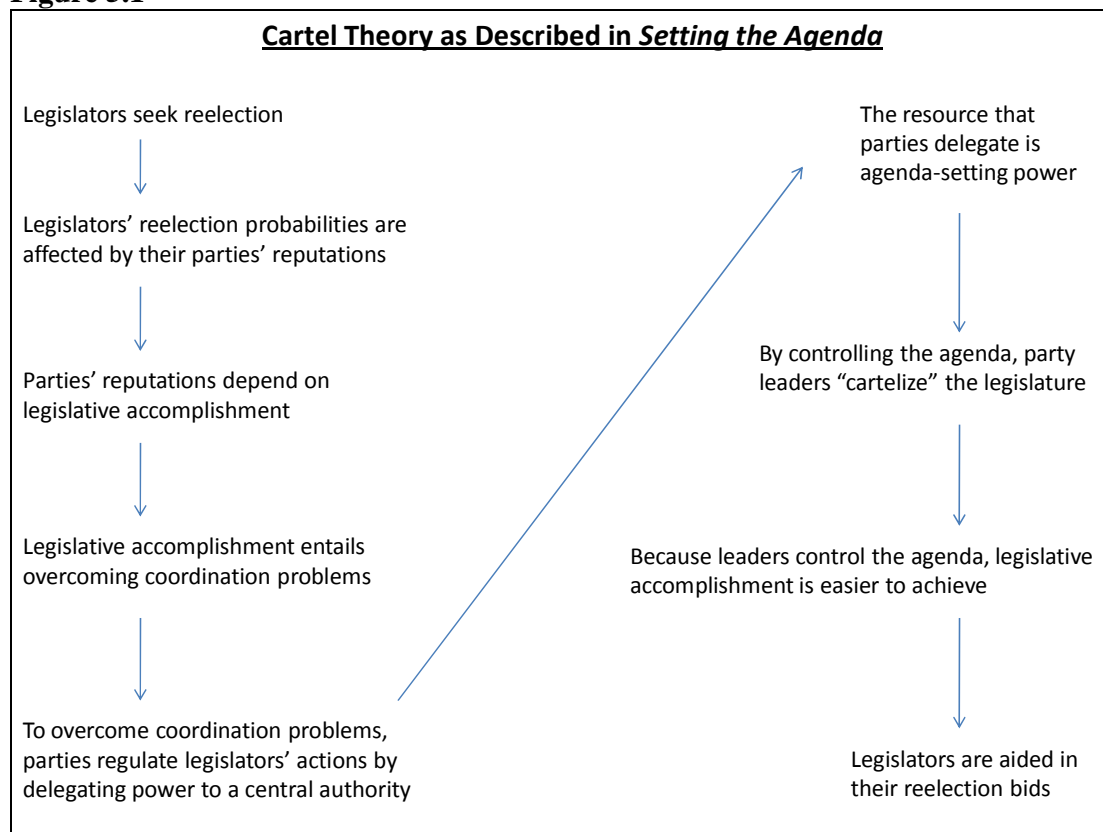 Cartel Theory as Described in Setting the Agenda
Legislators seek reelection
Legislators’ reelection probabilities are
affected by their parties’ reputations
Parties’ reputations depend on
legislative accomplishment
Legislative accomplishment entails
overcoming coordination problems
To overcome coordination problems,
parties regulate legislators’ actions by
delegating power to a central authority
The resource that
parties delegate is
agenda-setting power
By controlling the agenda, party
leaders “cartelize” the legislature
Because leaders control the agenda, legislative
accomplishment is easier to achieve
Legislators are aided in
their reelection bids